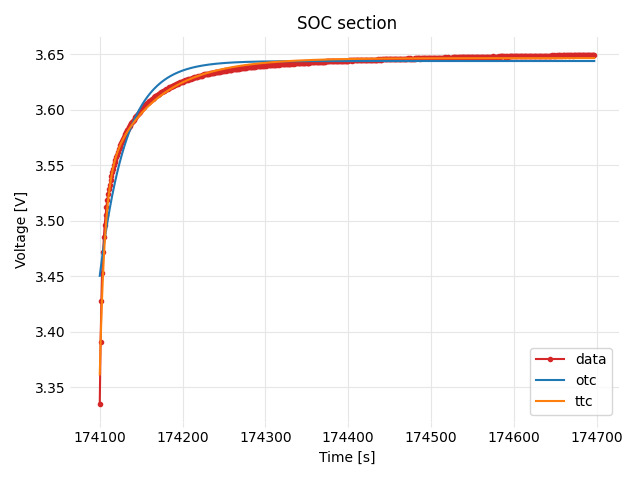 SOC section
Voltage [V]
3.65
3.60
3.55
3.50
3.45
3.40
3.35
data
otc
ttc
174100 174200 174300 174400 174500 174600 174700
Time [s]